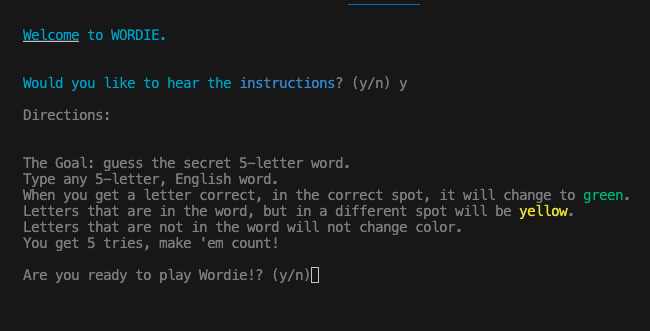 Welcome to WORDIE.
Would you like to hear the instructions? (y/n) y
Directions:
The Goal: guess the secret 5-letter word.
Type any 5-letter, English word.
When you get a letter correct, in the correct spot, it will change to green.
Letters that are in the word, but in a different spot will be yellow.
Letters that are not in the word will not change color.
You get 5 tries, make 'em count!
Are you ready to play Wordie!? (y/n)